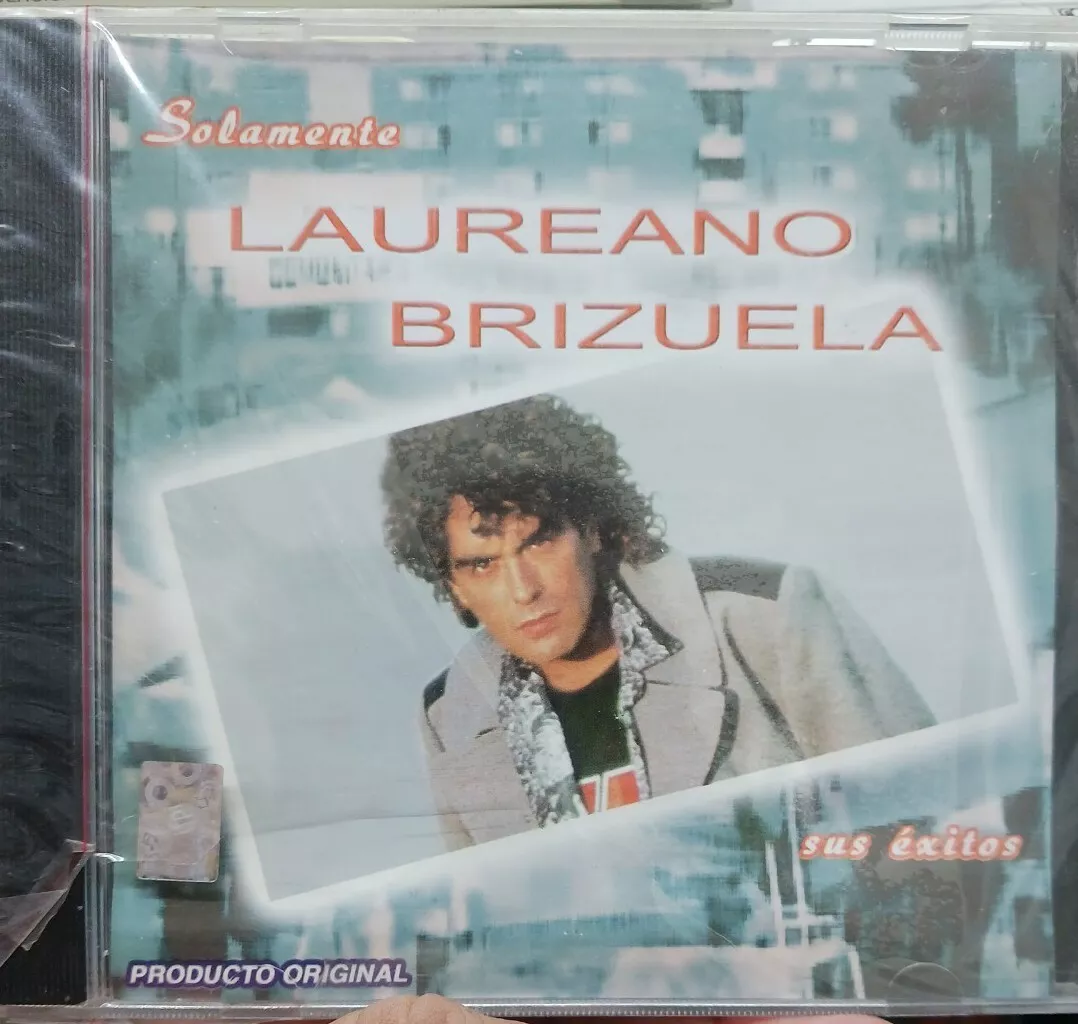 Solamente
LAUREANO
BRIZUELA
sus éxitos
PRODUCTO ORIGINAL